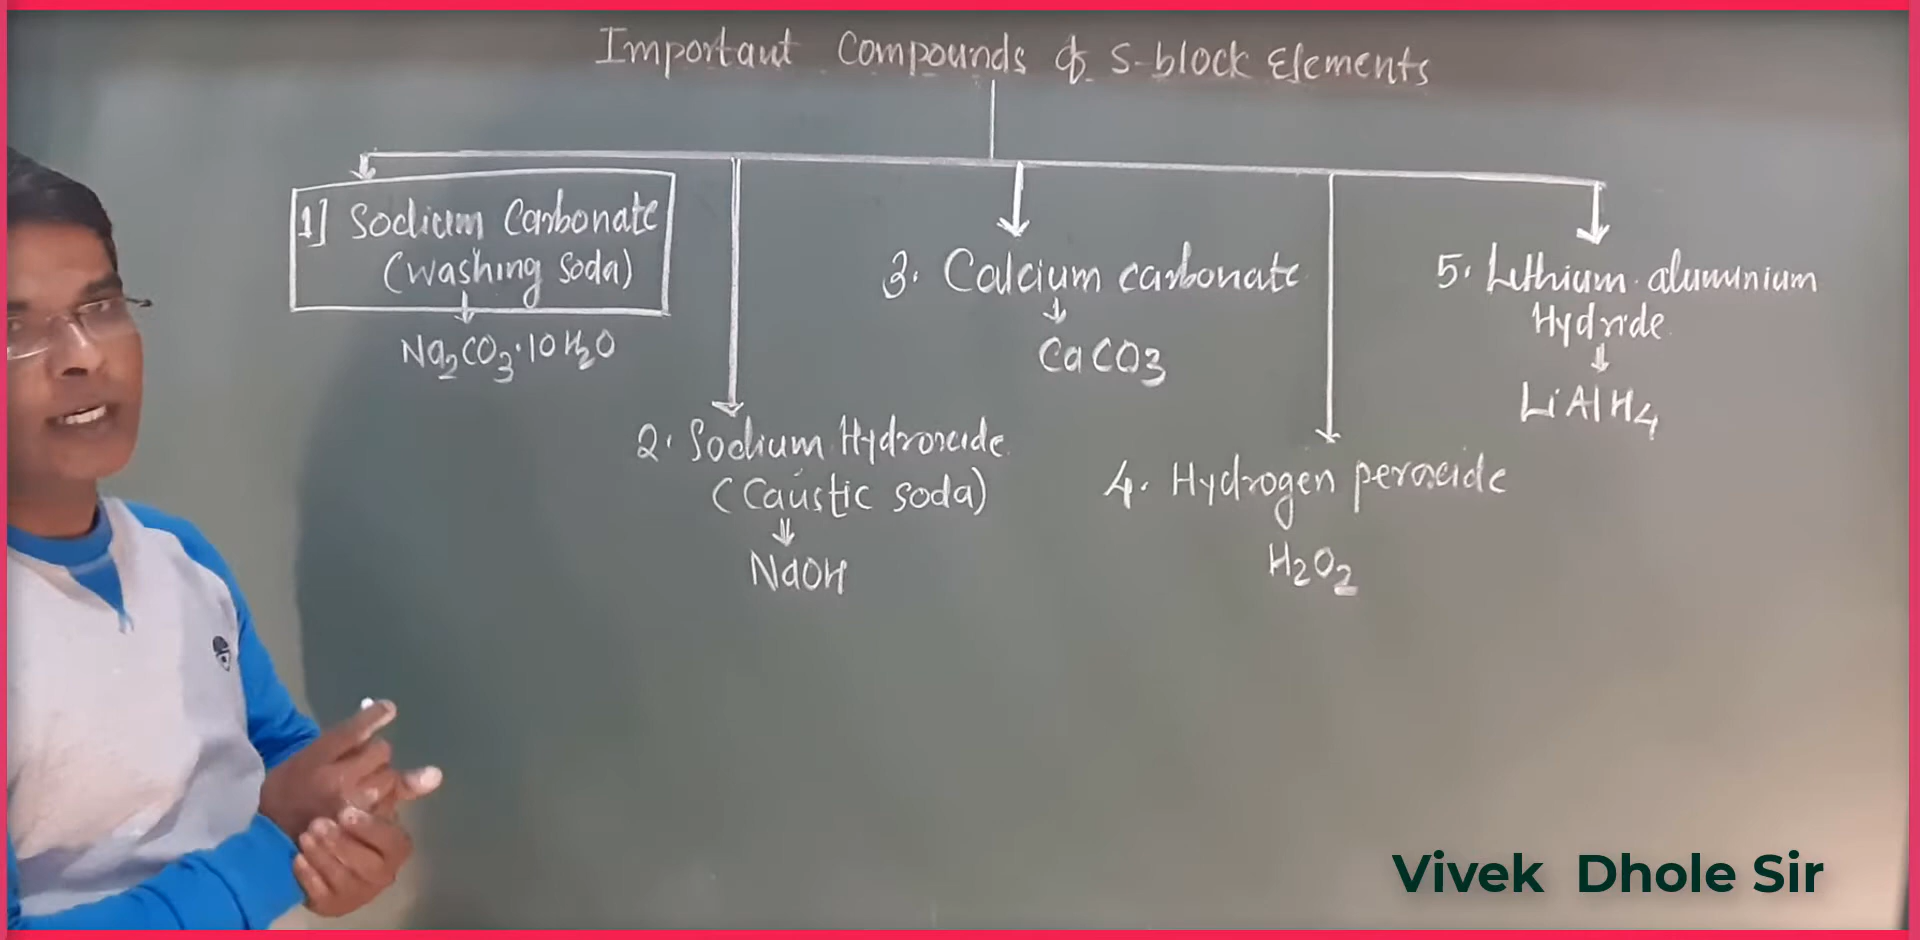 Important Compounds of S-block Elements
1] Sodium Carbonate
(Washing Soda)
Na₂CO₃·10H₂O
2. Sodium Hydroxide
(Caustic soda)
NaOH
3. Calcium carbonate
CaCO3
4. Hydrogen peroxide
H2O2
5. Lithium aluminium
Hydride
LiAlH4
Vivek Dhole Sir